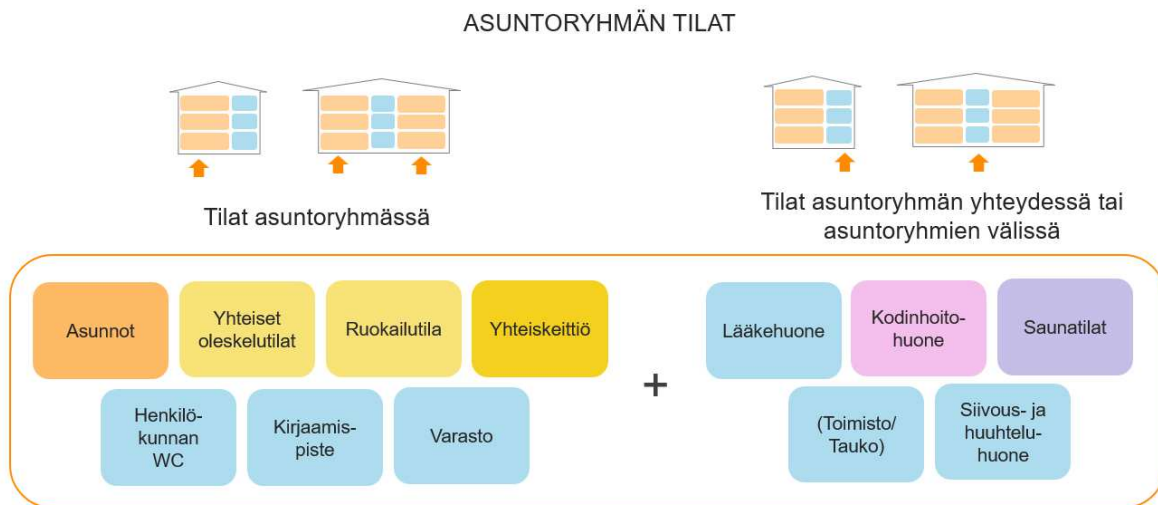 ASUNTORYHMÄN TILAT
Tilat asuntoryhmässä
Tilat asuntoryhmän yhteydessä tai
asuntoryhmien välissä
Asunnot
Yhteiset
oleskelutilat
Ruokailutila
Yhteiskeittiö
Henkilö-
kunnan
WC
Kirjaamis-
piste
Varasto
+
Lääkehuone
Kodinhoito-
huone
Saunatilat
(Toimisto/
Tauko)
Siivous- ja
huuhtelu-
huone